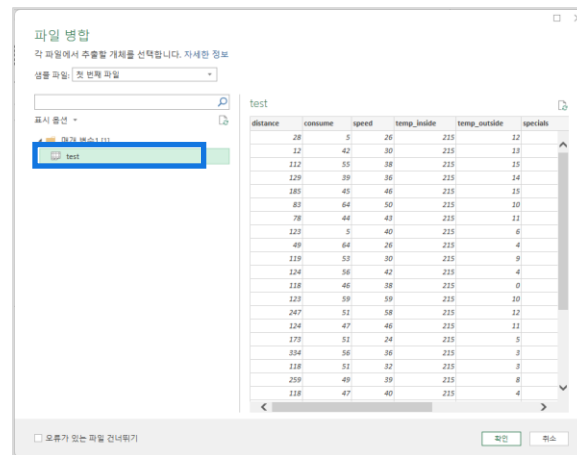 파일 병합
각 파일에서 추출할 개체를 선택합니다. 자세한 정보
샘플 파일: 첫 번째 파일
표시 옵션
test
test
distance consume speed temp_inside temp_outside specials
28 5 26 215 12
12 42 30 215 13
112 55 38 215 15
129 39 36 215 14
185 45 46 215 15
83 64 50 215 10
78 44 43 215 11
123 5 40 215 6
49 64 26 215 4
119 53 30 215 9
124 56 42 215 4
118 46 38 215 0
123 59 59 215 10
247 51 58 215 12
124 47 46 215 11
173 51 24 215 5
334 56 36 215 3
118 51 32 215 3
259 49 39 215 8
118 47 40 215 4
오류가 있는 파일 건너뛰기
확인 취소